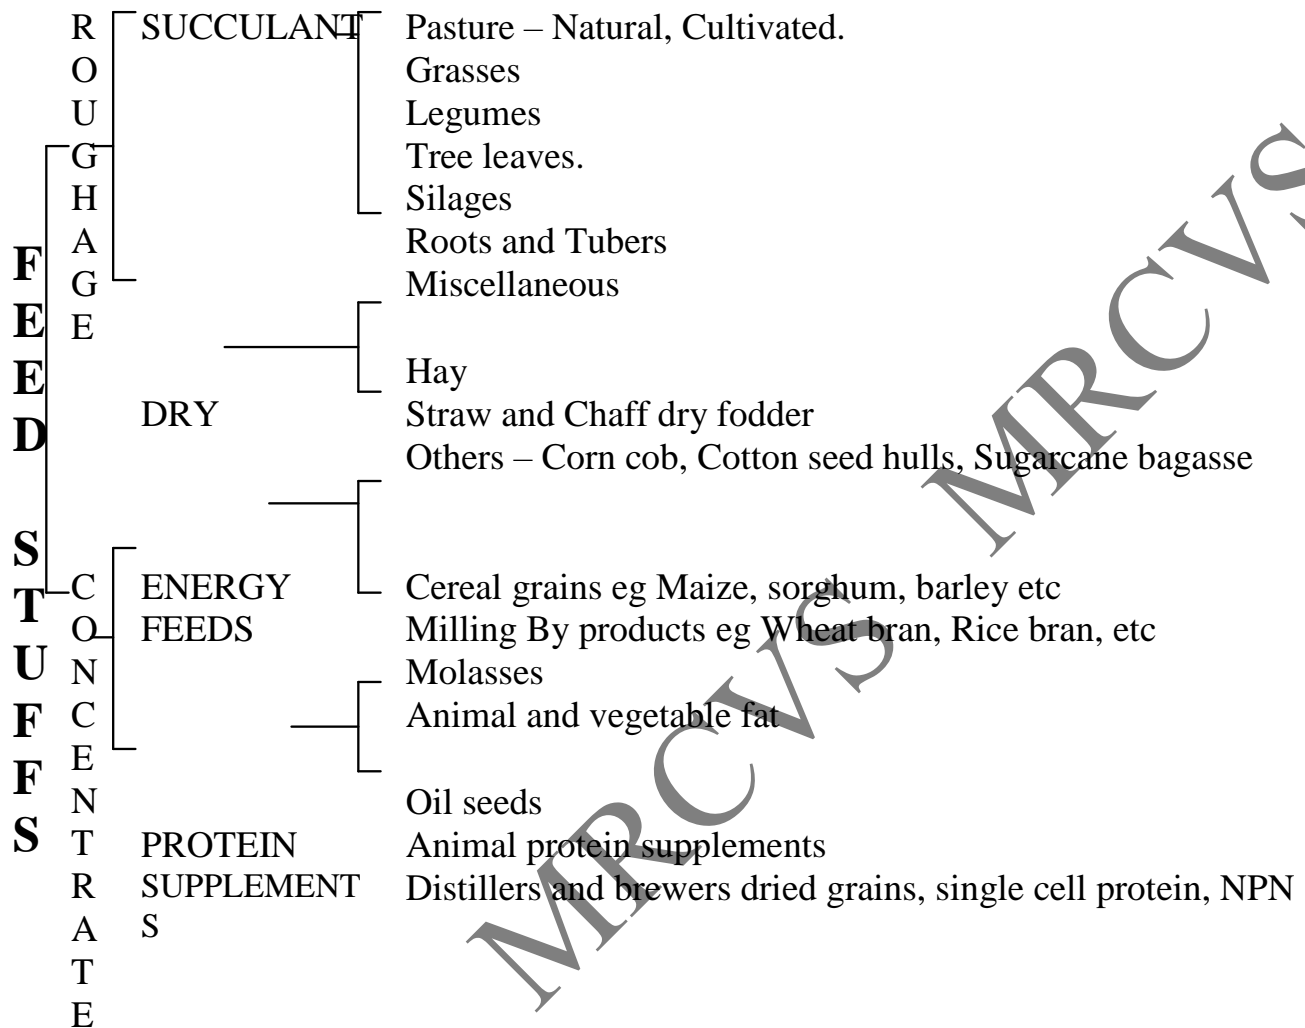 FEED STUFFS
ROUGHAGE
SUCCULANT
Pasture – Natural, Cultivated.
Grasses
Legumes
Tree leaves.
Silages
Roots and Tubers
Miscellaneous
DRY
Hay
Straw and Chaff dry fodder
Others – Corn cob, Cotton seed hulls, Sugarcane bagasse
CONCENTRATE
ENERGY
FEEDS
Cereal grains eg Maize, sorghum, barley etc
Milling By products eg Wheat bran, Rice bran, etc
Molasses
Animal and vegetable fat
PROTEIN
SUPPLEMENT
S
Oil seeds
Animal protein supplements
Distillers and brewers dried grains, single cell protein, NPN
MRCVS MRCVS